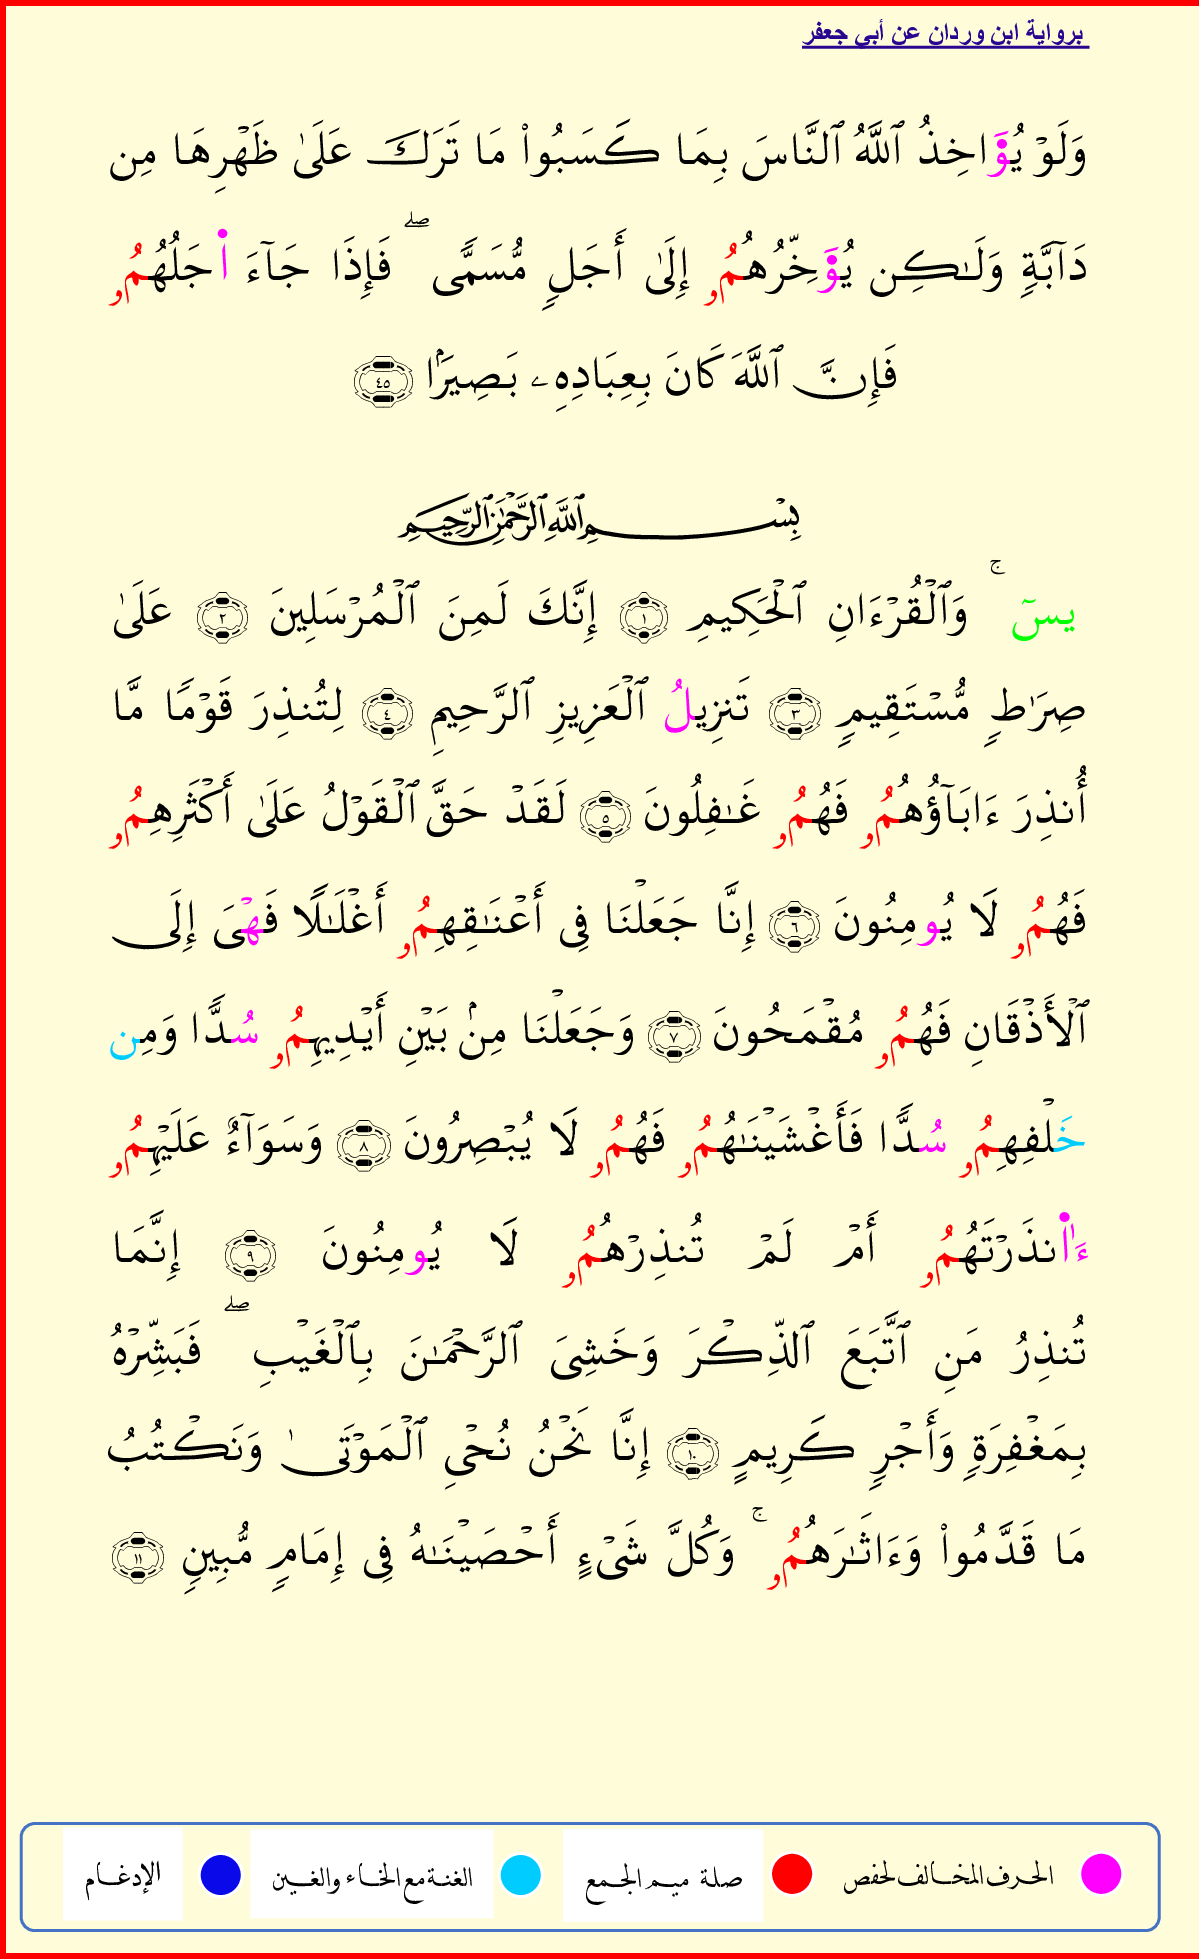 برواية ابن وردان عن أبي جعفر
وَلَوۡ يُوَ۬ٔاخِذُ ٱللَّهُ ٱلنَّاسَ بِمَا كَسَبُواْ مَا تَرَكَ عَلَىٰ ظَهۡرِهَا مِن
دَآبَّةٖ وَلَٰكِن يُوَ۬ٔخِّرُهُمُۥ إِلَىٰ أَجَلٖ مُّسَمّٗىۖ فَإِذَا جَآءَ ا۬جَلُهُمُۥ
فَإِنَّ ٱللَّهَ كَانَ بِعِبَادِهِۦ بَصِيرَۢا ٤٥
بِسۡمِ ٱللَّهِ ٱلرَّحۡمَٰنِ ٱلرَّحِيمِ
يسٓۚ وَٱلۡقُرۡءَانِ ٱلۡحَكِيمِ ١ إِنَّكَ لَمِنَ ٱلۡمُرۡسَلِينَ ٢ عَلَىٰ
صِرَٰطٖ مُّسۡتَقِيمٖ ٣ تَنزِيلُ ٱلۡعَزِيزِ ٱلرَّحِيمِ ٤ لِتُنذِرَ قَوۡمٗا مَّا
أُنذِرَ ءَابَآؤُهُمُۥ فَهُمُۥ غَٰفِلُونَ ٥ لَقَدۡ حَقَّ ٱلۡقَوۡلُ عَلَىٰ أَكۡثَرِهِمُۥ
فَهُمُۥ لَا يُومِنُونَ ٦ إِنَّا جَعَلۡنَا فِي أَعۡنَٰقِهِمُۥ أَغۡلَٰلٗا فَهۡيَ إِلَى
ٱلۡأَذۡقَانِ فَهُمُۥ مُقۡمَحُونَ ٧ وَجَعَلۡنَا مِنۢ بَيۡنِ أَيۡدِيهِمُۥ سُدّٗا وَمِن
خَلۡفِهِمُۥ سُدّٗا فَأَغۡشَيۡنَٰهُمُۥ فَهُمُۥ لَا يُبۡصِرُونَ ٨ وَسَوَآءٌ عَلَيۡهِمُۥ
ءَا۬نذَرۡتَهُمُۥ أَمۡ لَمۡ تُنذِرۡهُمُۥ لَا يُومِنُونَ ٩ إِنَّمَا
تُنذِرُ مَنِ ٱتَّبَعَ ٱلذِّكۡرَ وَخَشِيَ ٱلرَّحۡمَٰنَ بِٱلۡغَيۡبِۖ فَبَشِّرۡهُ
بِمَغۡفِرَةٖ وَأَجۡرٖ كَرِيمٍ ١٠ إِنَّا نَحۡنُ نُحۡيِ ٱلۡمَوۡتَىٰ وَنَكۡتُبُ
مَا قَدَّمُواْ وَءَاثَٰرَهُمُۥۚ وَكُلَّ شَيۡءٍ أَحۡصَيۡنَٰهُ فِي إِمَامٖ مُّبِينٖ ١١
الحرف المخالف لحفص صلة ميم الجمع الغنة مع الخاء والغين الإدغام